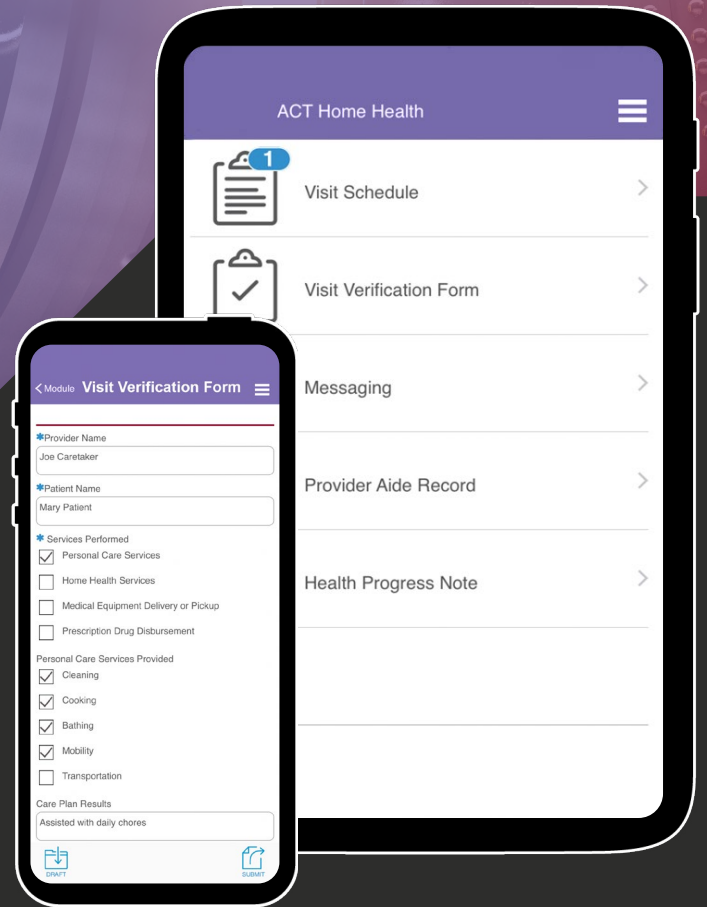 ACT Home Health
1
Visit Schedule
Visit Verification Form
Messaging
Provider Aide Record
Health Progress Note
Module Visit Verification Form
*Provider Name
Joe Caretaker
*Patient Name
Mary Patient
* Services Performed
Personal Care Services
Home Health Services
Medical Equipment Delivery or Pickup
Prescription Drug Disbursement
Personal Care Services Provided
Cleaning
Cooking
Bathing
Mobility
Transportation
Care Plan Results
Assisted with daily chores
DRAFT
SUBMIT